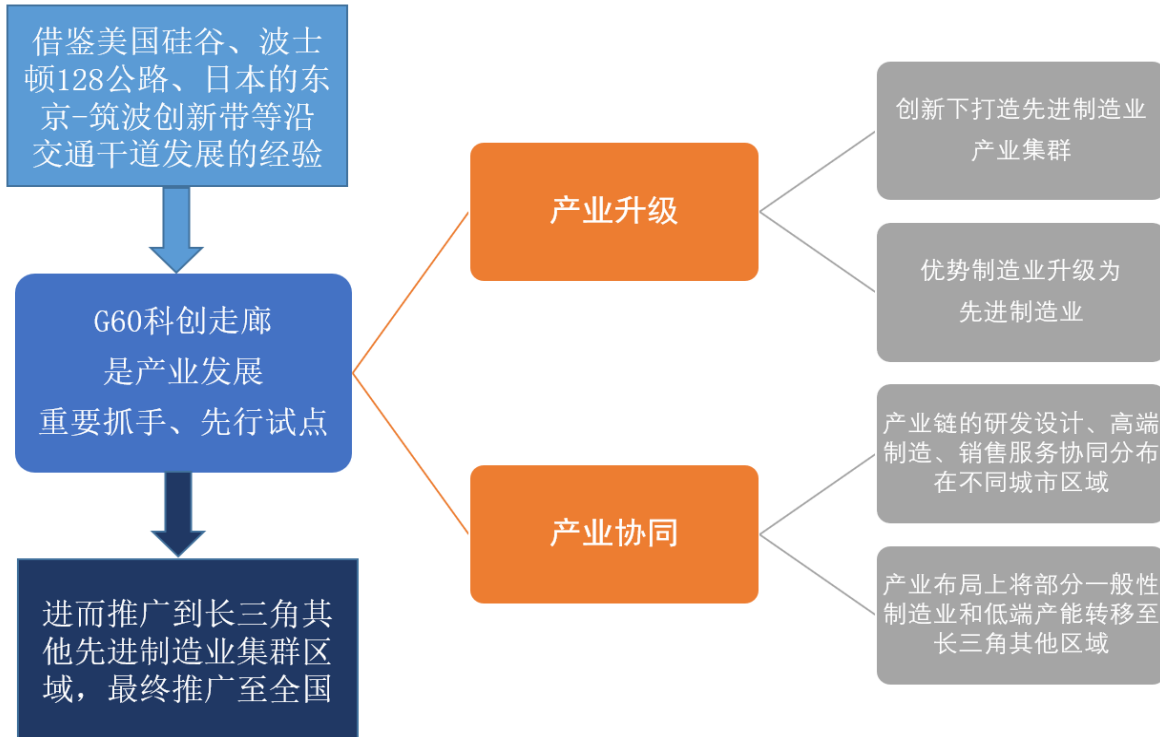 借鉴美国硅谷、波士
顿128公路、日本的东
京-筑波创新带等沿
交通干道发展的经验
G60科创走廊
是产业发展
重要抓手、先行试点
进而推广到长三角其
他先进制造业集群区
域，最终推广至全国
产业升级
创新下打造先进制造业
产业集群
优势制造业升级为
先进制造业
产业协同
产业链的研发设计、高端
制造、销售服务协同分布
在不同城市区域
产业布局上将部分一般性
制造业和低端产能转移至
长三角其他区域